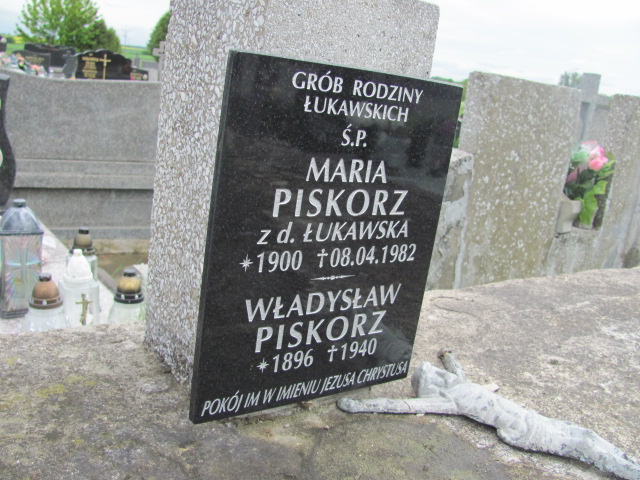 GRÓB RODZINY
ŁUKAWSKICH
Ś.P.
MARIA
PISKORZ
z d. ŁUKAWSKA
*1900 †08.04.1982
WŁADYSŁAW
PISKORZ
*1896 †1940
POKÓJ IM W IMIENIU JEZUSA CHRYSTUSA